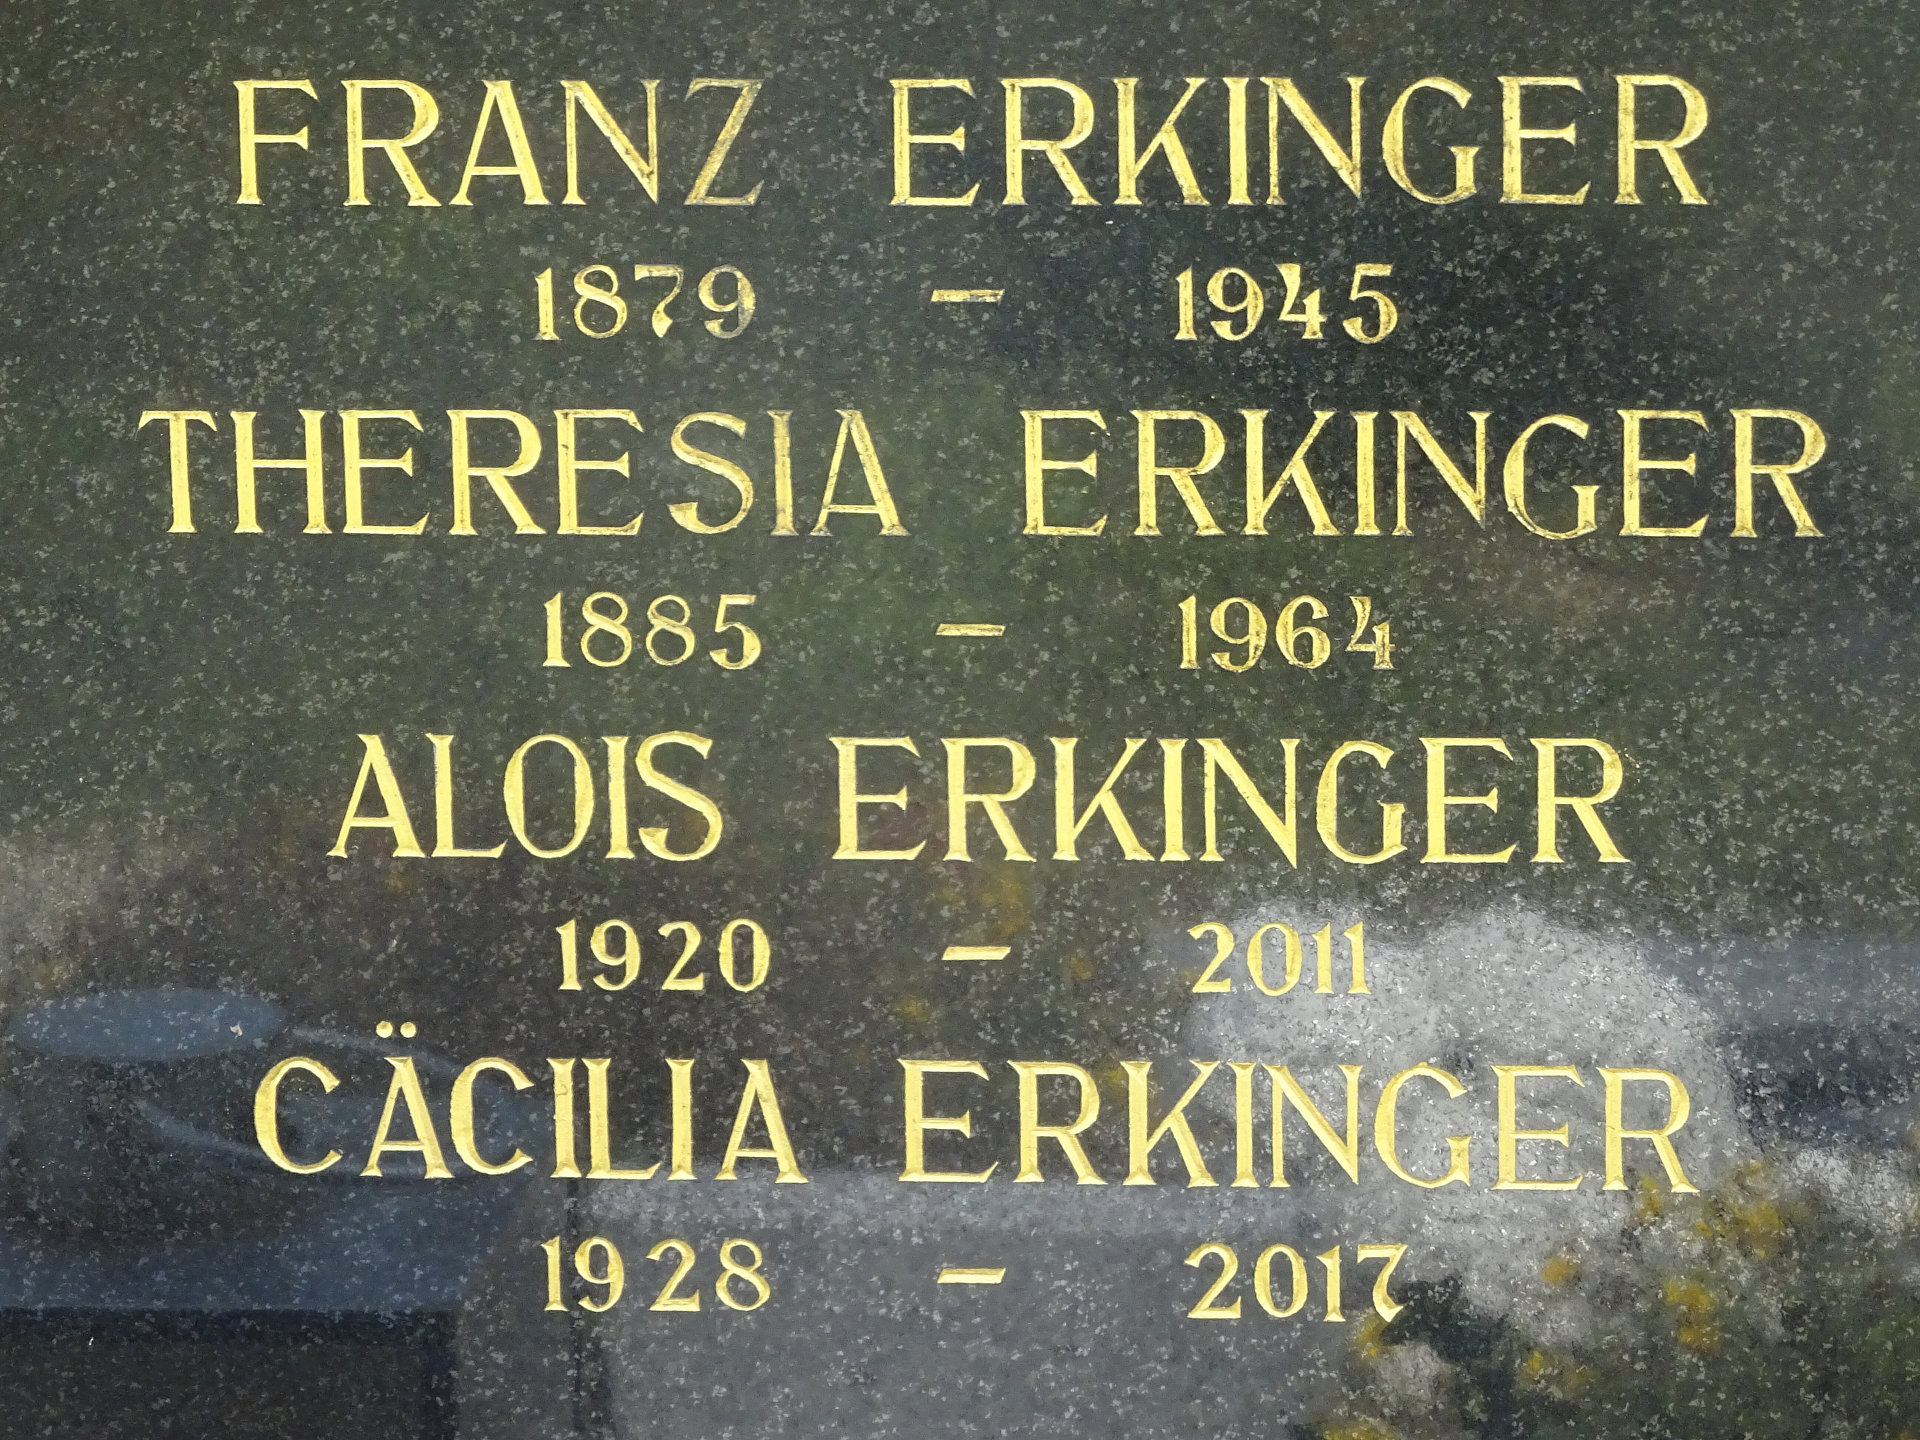 FRANZ ERKINGER
1879 – 1945
THERESIA ERKINGER
1885 – 1964
ALOIS ERKINGER
1920 – 2011
CÄCILIA ERKINGER
1928 – 2017